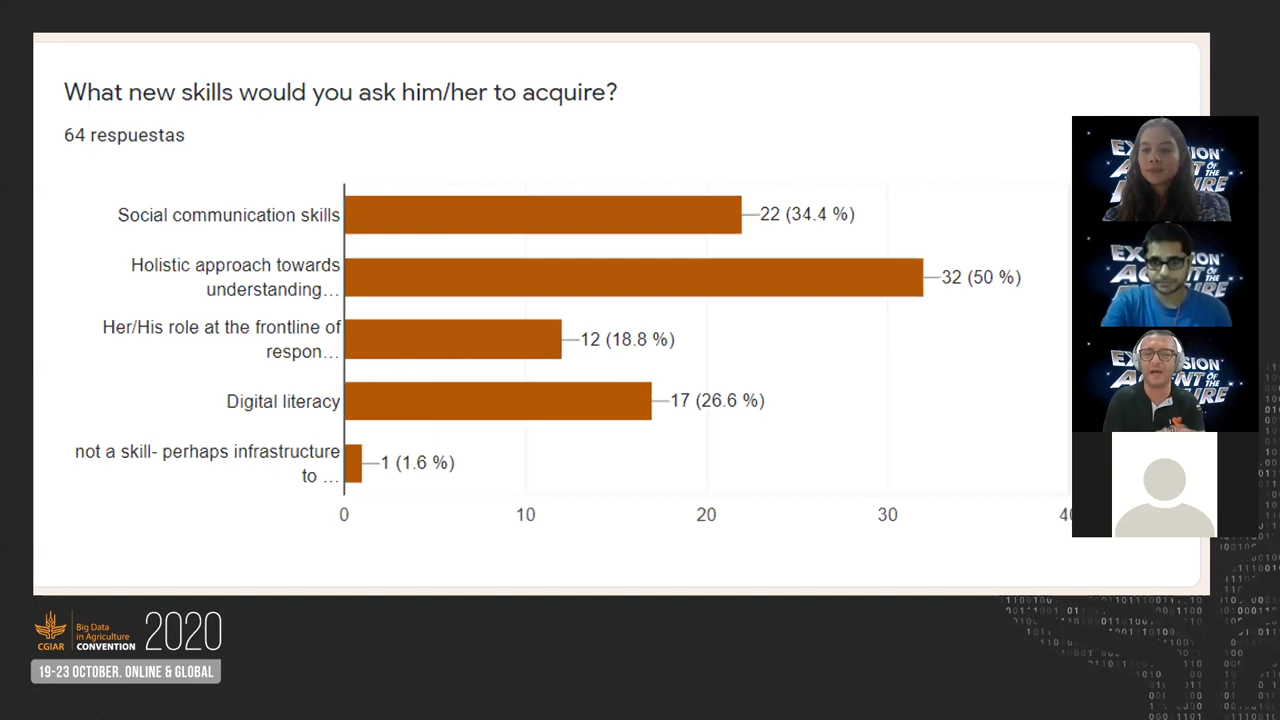 What new skills would you ask him/her to acquire?
64 respuestas
Social communication skills
22 (34.4 %)
Holistic approach towards
understanding…
32 (50 %)
Her/His role at the frontline of
respon…
12 (18.8 %)
Digital literacy
17 (26.6 %)
not a skill- perhaps infrastructure
to …
1 (1.6 %)
0 10 20 30
CGIAR
Big Data
in Agriculture
CONVENTION
2020
19-23 OCTOBER. ONLINE & GLOBAL